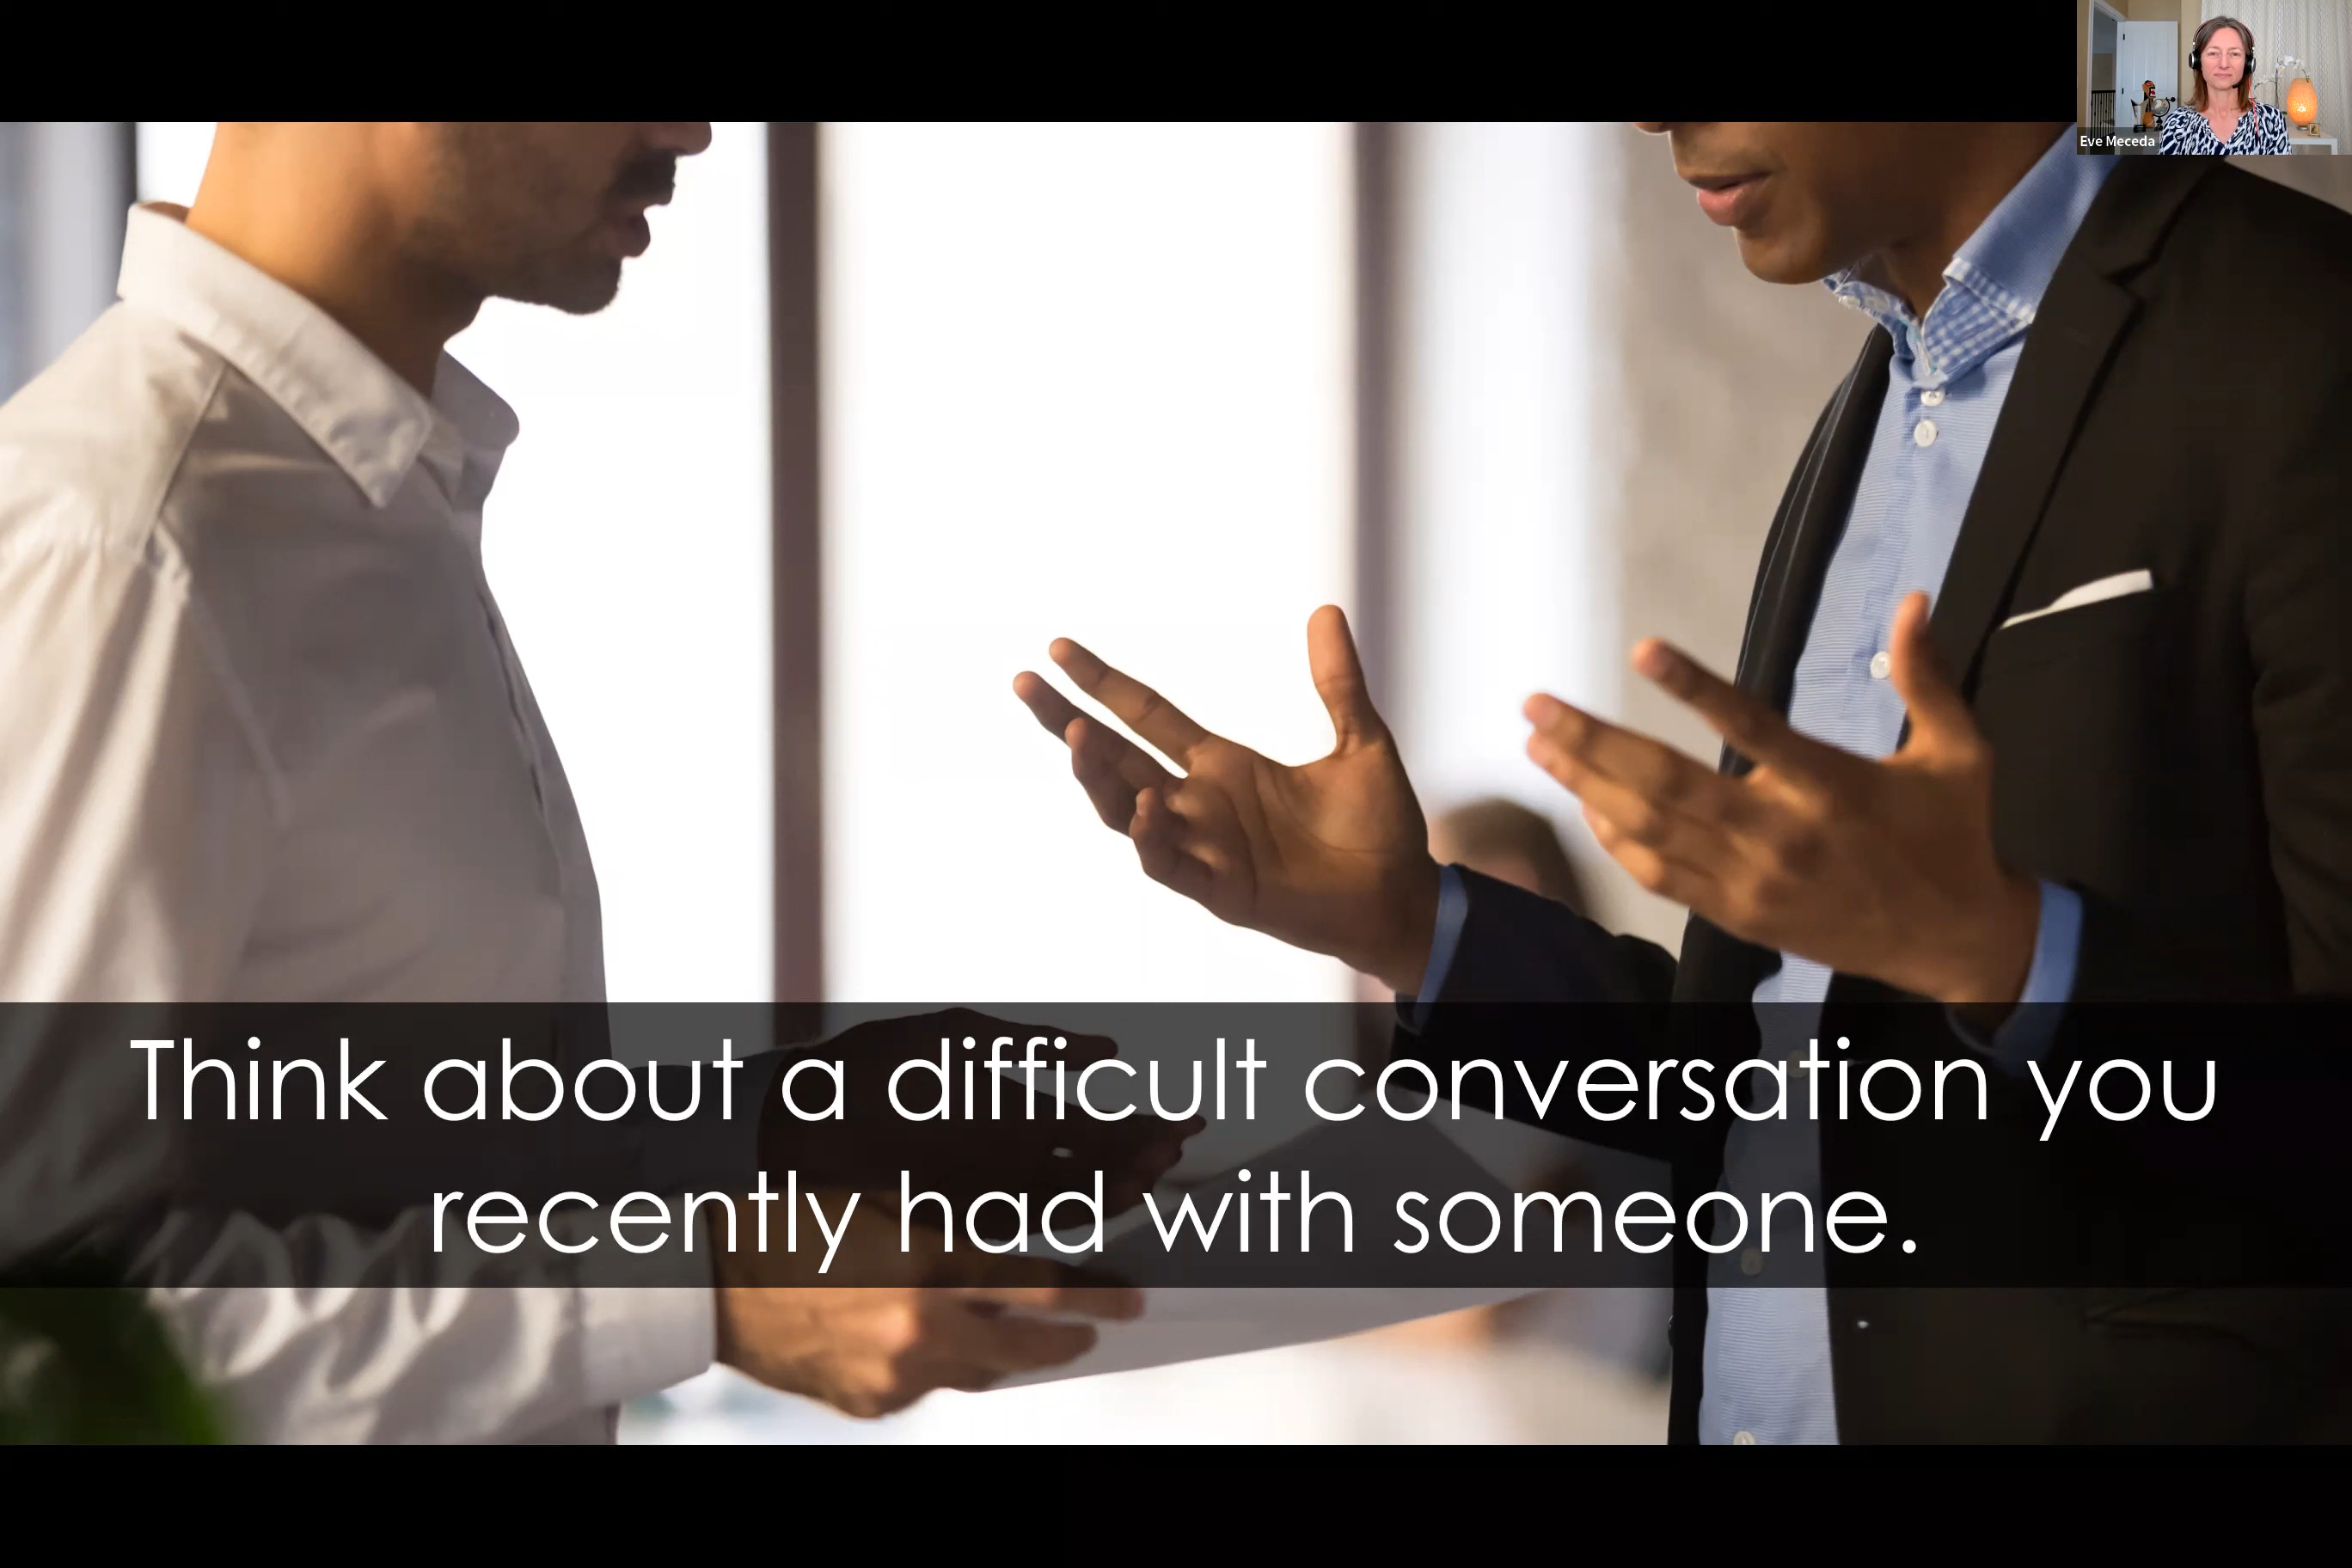 Eve Meceda
Think about a difficult conversation you
recently had with someone.